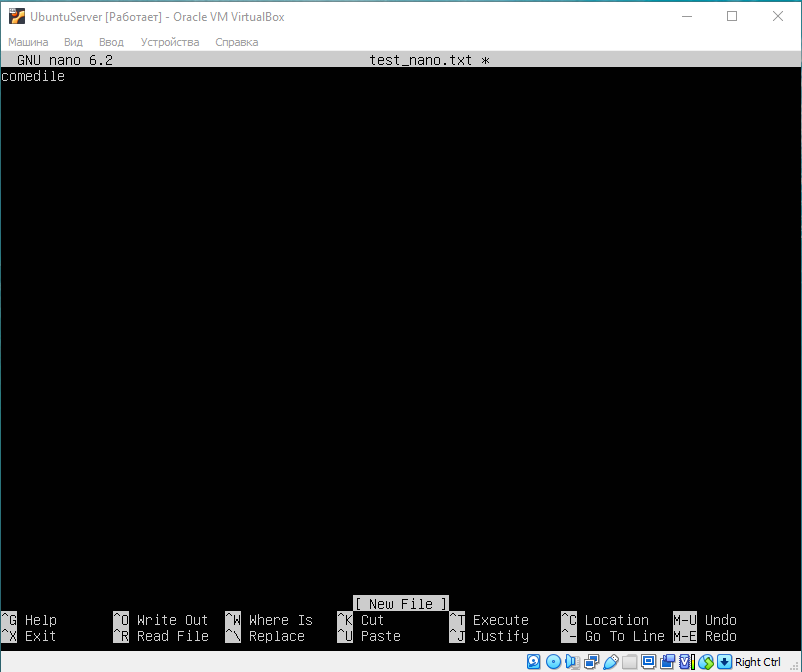 UbuntuServer [Работает] - Oracle VM VirtualBox
Машина Вид Ввод Устройства Справка
GNU nano 6.2 test_nano.txt *
comedile
[ New File ]
^G Help ^O Write Out ^W Where Is ^K Cut ^T Execute ^C Location M-U Undo
^X Exit ^R Read File ^\ Replace ^U Paste ^J Justify ^- Go To Line M-E Redo
Right Ctrl